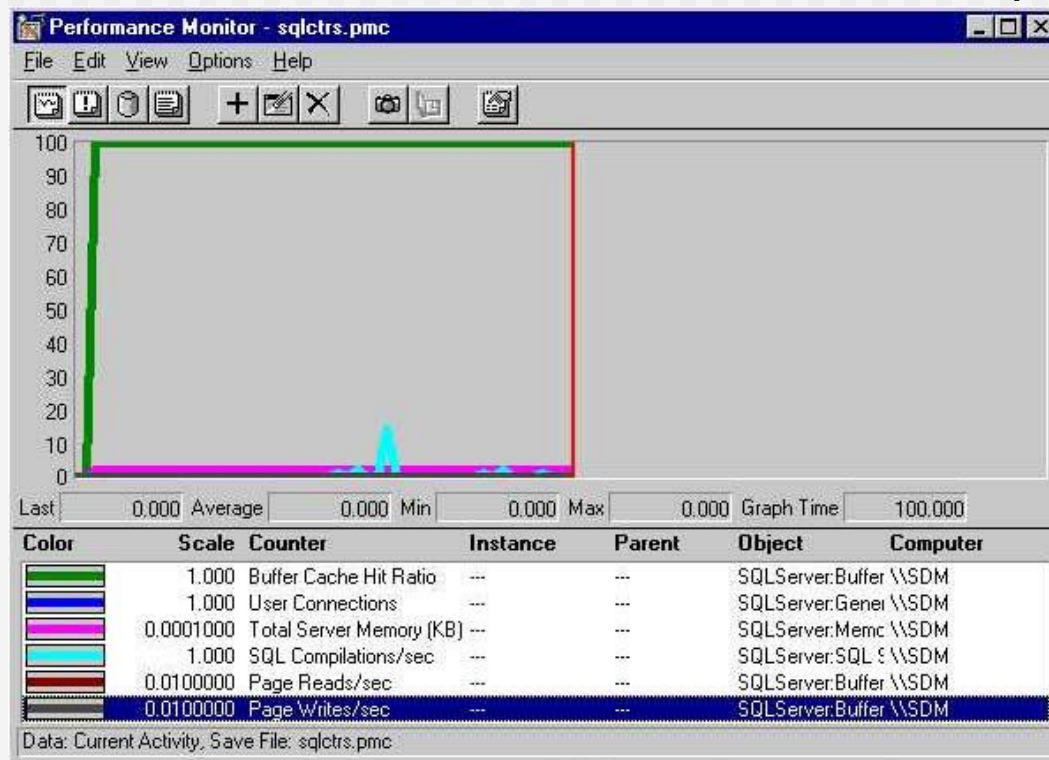 Performance Monitor - sqlctrs.pmc
File Edit View Options Help
100
90
80
70
60
50
40
30
20
10
0
Last 0.000 Average 0.000 Min 0.000 Max 0.000 Graph Time 100.000
Color Scale Counter Instance Parent Object Computer
1.000 Buffer Cache Hit Ratio --- --- SQLServer:Buffer \\SDM
1.000 User Connections --- --- SQLServer:Gener \\SDM
0.0001000 Total Server Memory (KB) --- --- SQLServer:Memc \\SDM
1.000 SQL Compilations/sec --- --- SQLServer:SQL S \\SDM
0.0100000 Page Reads/sec --- --- SQLServer:Buffer \\SDM
0.0100000 Page Writes/sec --- --- SQLServer:Buffer \\SDM
Data: Current Activity, Save File: sqlctrs.pmc